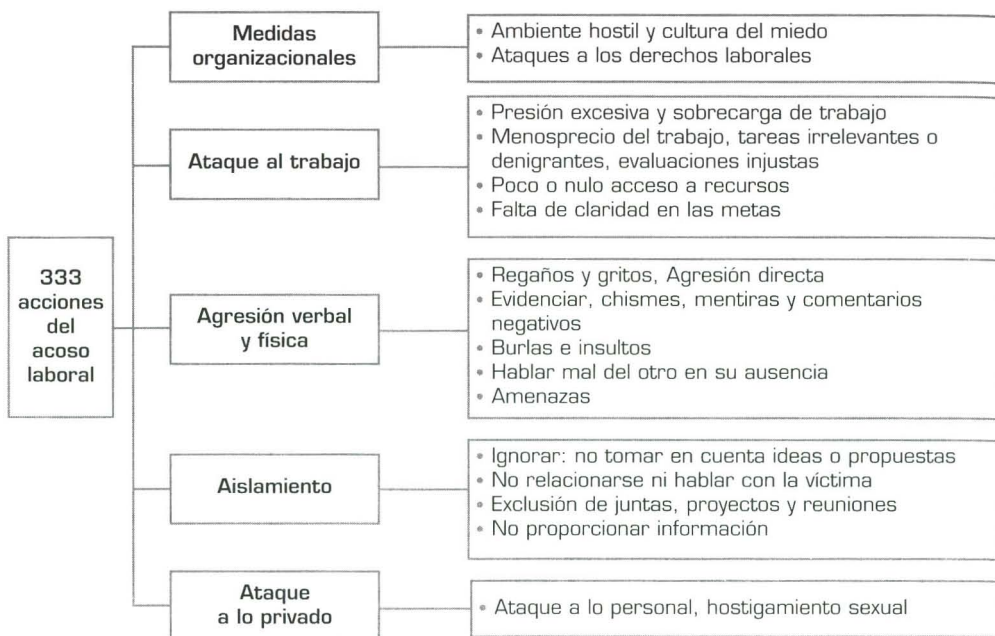 333
acciones
del
acoso
laboral
Medidas
organizacionales
• Ambiente hostil y cultura del miedo
• Ataques a los derechos laborales
Ataque al trabajo
• Presión excesiva y sobrecarga de trabajo
• Menosprecio del trabajo, tareas irrelevantes o
denigrantes, evaluaciones injustas
• Poco o nulo acceso a recursos
• Falta de claridad en las metas
Agresión verbal
y física
• Regaños y gritos, Agresión directa
• Evidenciar, chismes, mentiras y comentarios
negativos
• Burlas e insultos
• Hablar mal del otro en su ausencia
• Amenazas
Aislamiento
• Ignorar: no tomar en cuenta ideas o propuestas
• No relacionarse ni hablar con la víctima
• Exclusión de juntas, proyectos y reuniones
• No proporcionar información
Ataque
a lo privado
• Ataque a lo personal, hostigamiento sexual